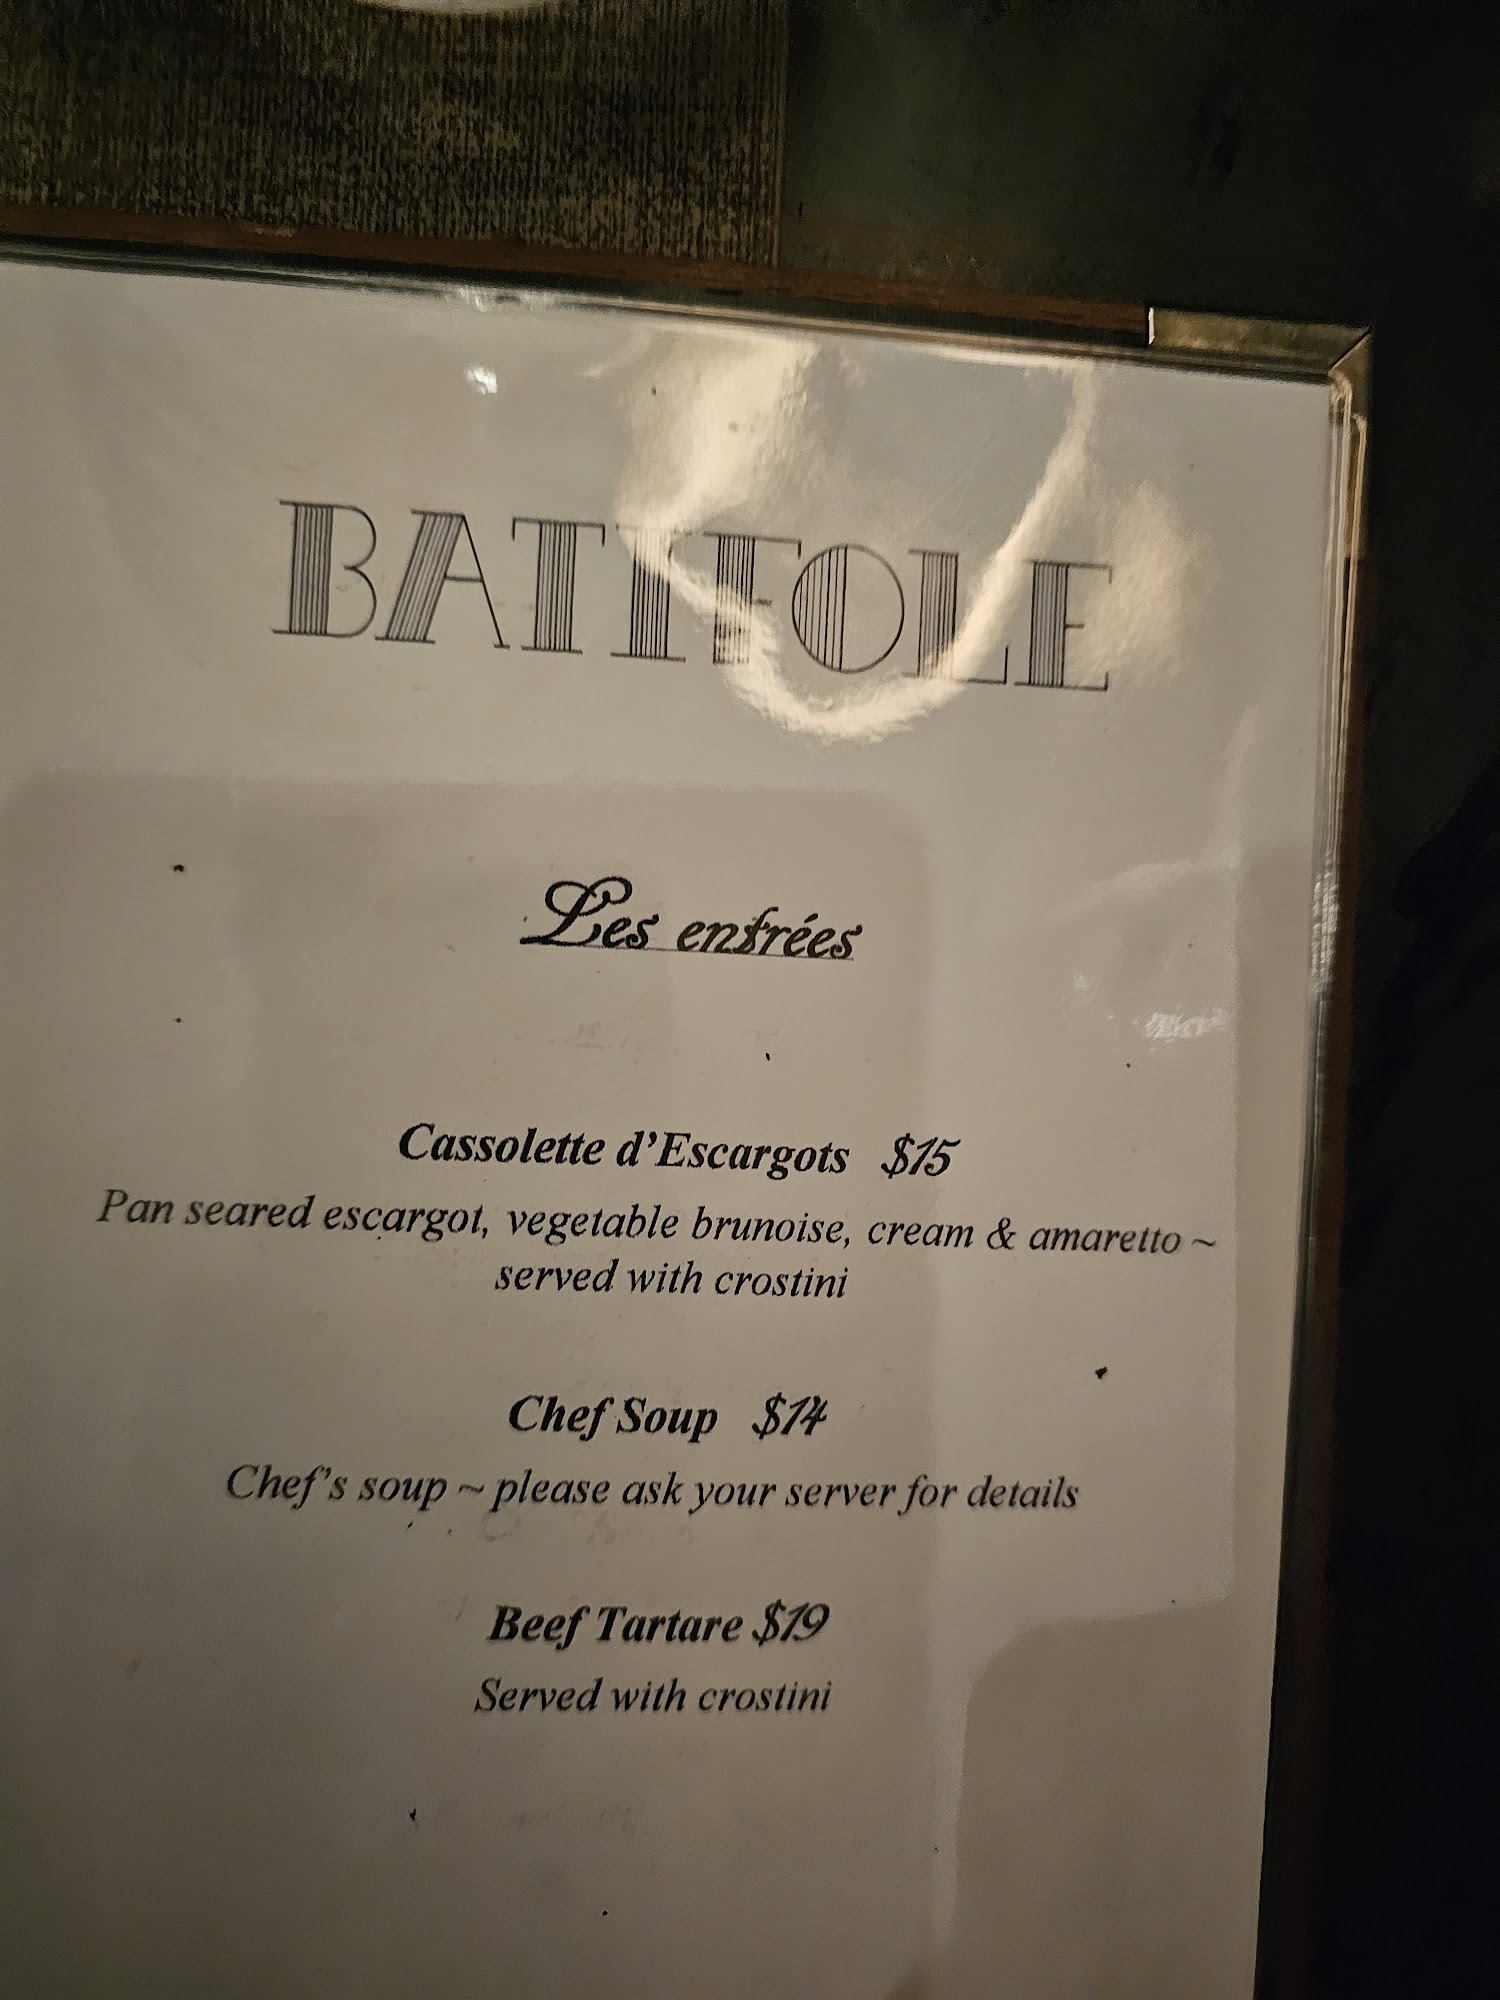 BATIFOLE
Les entrées
Cassolette d'Escargots $15
Pan seared escargot, vegetable brunoise, cream & amaretto ~
served with crostini
Chef Soup $14
Chef's soup ~ please ask your server for details
Beef Tartare $19
Served with crostini